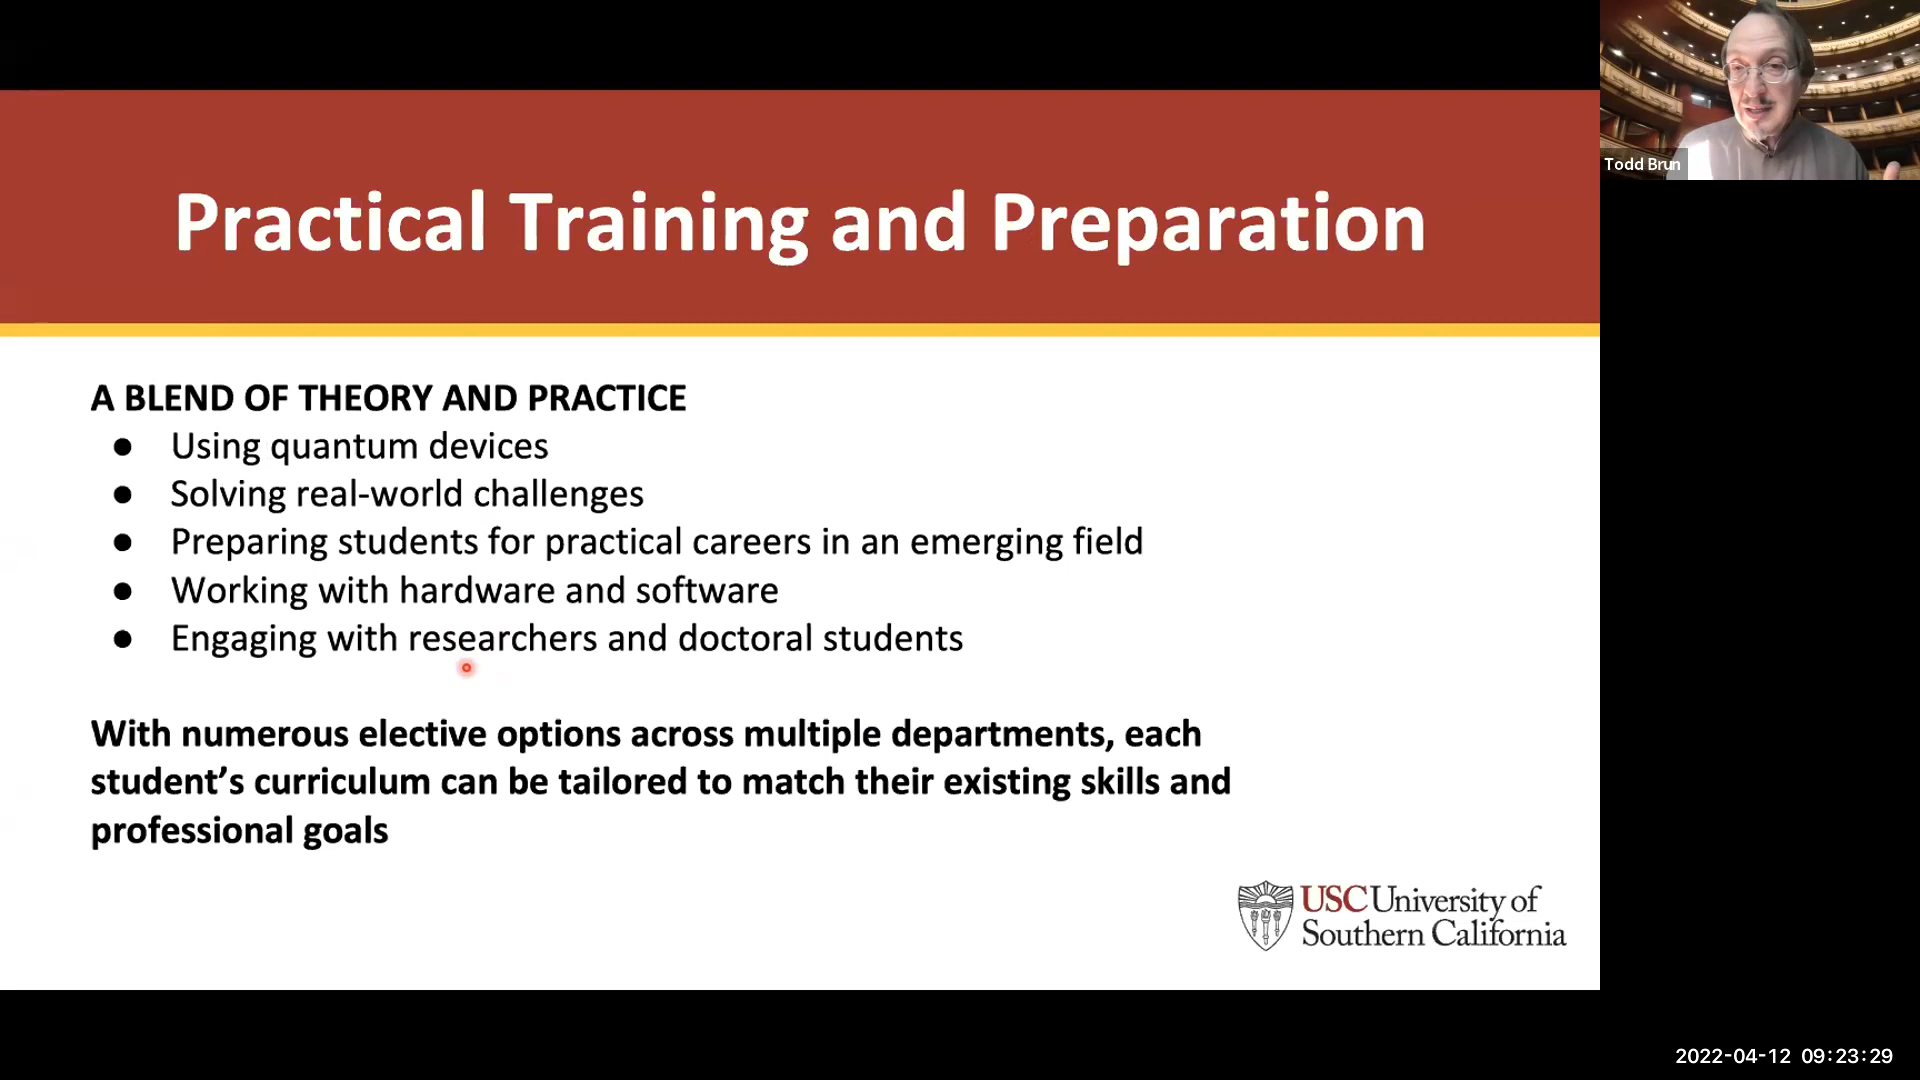 Practical Training and Preparation
Todd Brun
A BLEND OF THEORY AND PRACTICE
● Using quantum devices
● Solving real-world challenges
● Preparing students for practical careers in an emerging field
● Working with hardware and software
● Engaging with researchers and doctoral students
With numerous elective options across multiple departments, each
student’s curriculum can be tailored to match their existing skills and
professional goals
USC University of
Southern California
2022-04-12 09:23:29